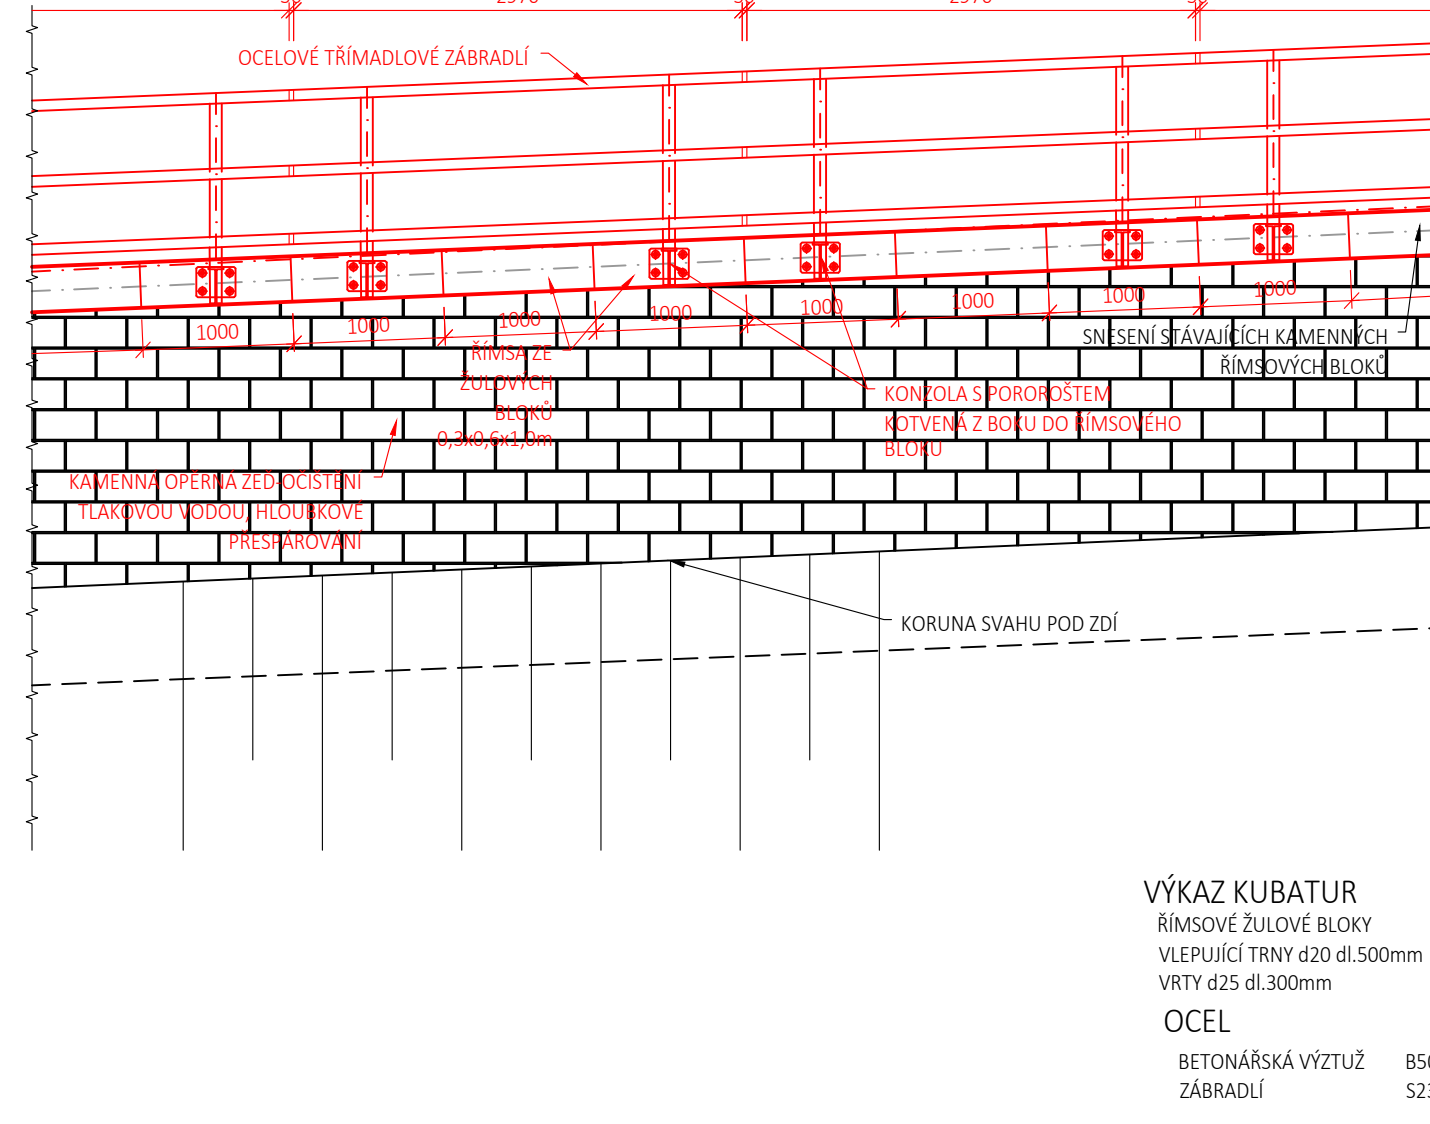 2970
2970
OCELOVÉ TŘÍMADLOVÉ ZÁBRADLÍ
1000
1000
1000
1000
1000
1000
1000
1000
ŘÍMSA ZE
ŽULOVÝCH
BLOKŮ
0,3x0,6x1,0m
SNESENÍ STÁVAJÍCÍCH KAMENNÝCH
ŘÍMSOVÝCH BLOKŮ
KONZOLA S POROROŠTEM
KOTVENÁ Z BOKU DO ŘÍMSOVÉHO
BLOKU
KAMENNÁ OPĚRNÁ ZEĎ-OČIŠTĚNÍ
TLAKOVOU VODOU, HLOUBKOVÉ
PŘESPÁROVÁNÍ
KORUNA SVAHU POD ZDÍ
VÝKAZ KUBATUR
ŘÍMSOVÉ ŽULOVÉ BLOKY
VLEPUJÍCÍ TRNY d20 dl.500mm
VRTY d25 dl.300mm
OCEL
BETONÁŘSKÁ VÝZTUŽ
ZÁBRADLÍ